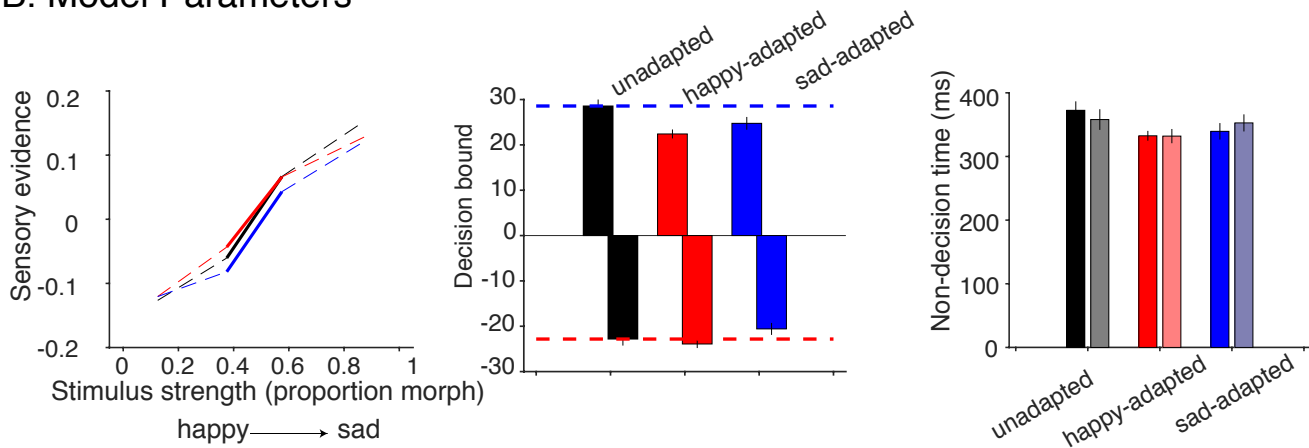 B. Model Parameters
Sensory evidence
0.2
0.1
0
-0.1
-0.2
0 0.2 0.4 0.6 0.8 1
Stimulus strength (proportion morph)
happy → sad
unadapted
happy-adapted
sad-adapted
Decision bound
30
20
10
0
-10
-20
-30
Non-decision time (ms)
400
300
200
100
0
unadapted
happy-adapted
sad-adapted